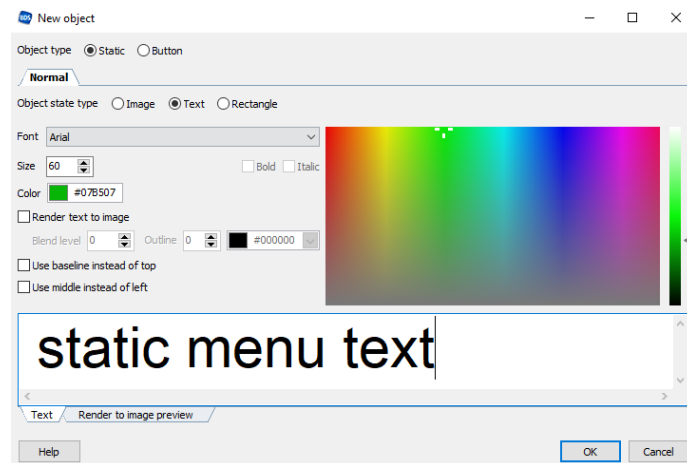 BDS New object
Object type Static Button
Normal
Object state type Image Text Rectangle
Font Arial
Size 60 Bold Italic
Color #07B507
Render text to image
Blend level 0 Outline 0 #000000
Use baseline instead of top
Use middle instead of left
static menu text
Text Render to image preview
Help OK Cancel